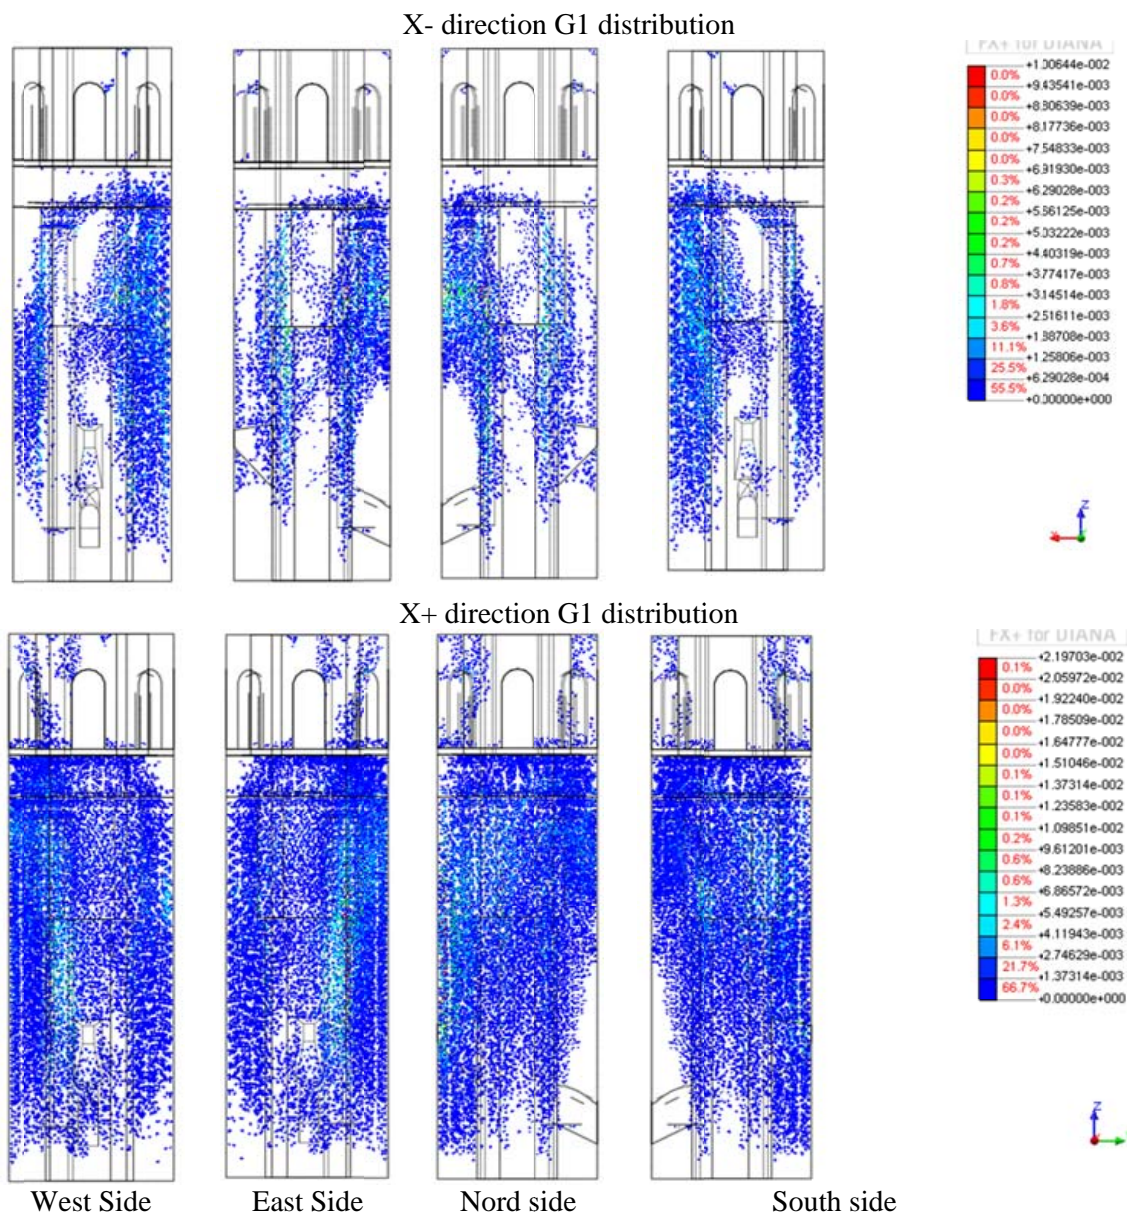 X- direction G1 distribution
FX+ for DIANA
+1.00644e-002
0.0%
+9.43541e-003
0.0%
+8.80639e-003
0.0%
+8.17736e-003
0.0%
+7.54833e-003
0.0%
+6.91930e-003
0.3%
+6.29028e-003
0.2%
+5.66125e-003
0.2%
+5.03222e-003
0.2%
+4.40319e-003
0.7%
+3.77417e-003
0.8%
+3.14514e-003
1.8%
+2.51611e-003
3.6%
+1.88708e-003
11.1%
+1.25806e-003
25.5%
+6.29028e-004
55.5%
+0.00000e+000
Z
X+ direction G1 distribution
FX+ for DIANA
+2.19703e-002
0.1%
+2.05972e-002
0.0%
+1.92240e-002
0.0%
+1.78509e-002
0.0%
+1.64777e-002
0.0%
+1.51046e-002
0.1%
+1.37314e-002
0.1%
+1.23583e-002
0.1%
+1.09851e-002
0.2%
+9.61201e-003
0.6%
+8.23886e-003
0.6%
+6.86572e-003
1.3%
+5.49257e-003
2.4%
+4.11943e-003
6.1%
+2.74629e-003
21.7%
+1.37314e-003
66.7%
+0.00000e+000
Z
West Side East Side Nord side South side